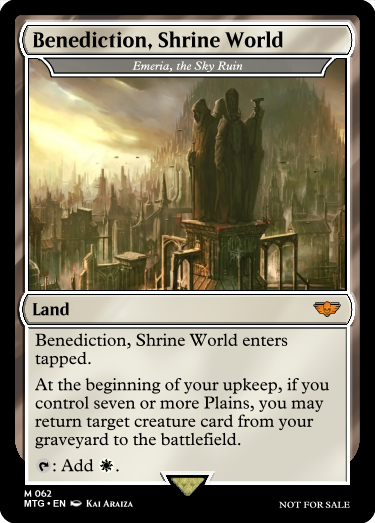 Benediction, Shrine World
Emeria, the Sky Ruin
Land
Benediction, Shrine World enters
tapped.
At the beginning of your upkeep, if you
control seven or more Plains, you may
return target creature card from your
graveyard to the battlefield.
: Add .
M 062
MTG • EN Kai Araiza
NOT FOR SALE